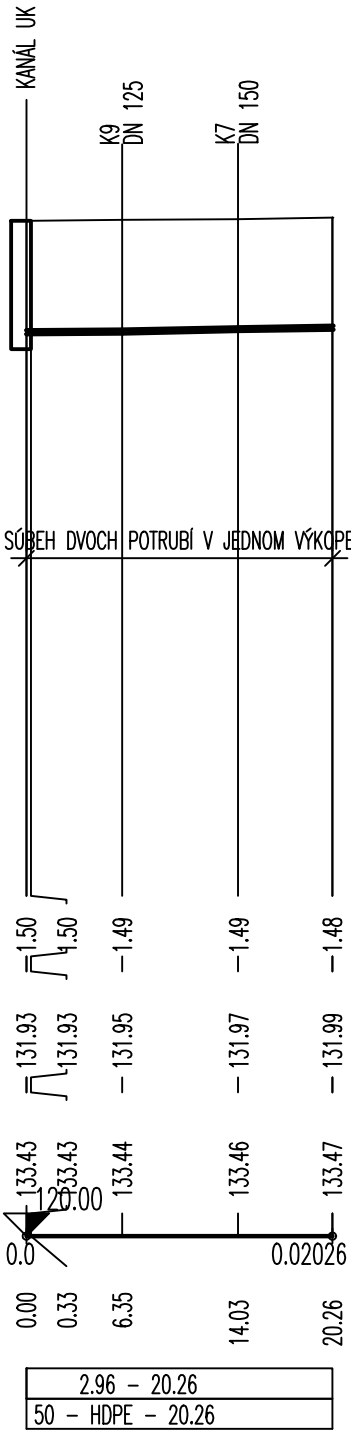 KANÁL UK
K9
DN 125
K7
DN 150
SÚBEH DVOCH POTRUBÍ V JEDNOM VÝKOPE
1.50
1.50
1.49
1.49
1.48
131.93
131.93
131.95
131.97
131.99
133.43
133.43
133.44
133.46
133.47
120.00
0.0
0.02026
0.00
0.33
6.35
14.03
20.26
2.96 - 20.26
50 - HDPE - 20.26